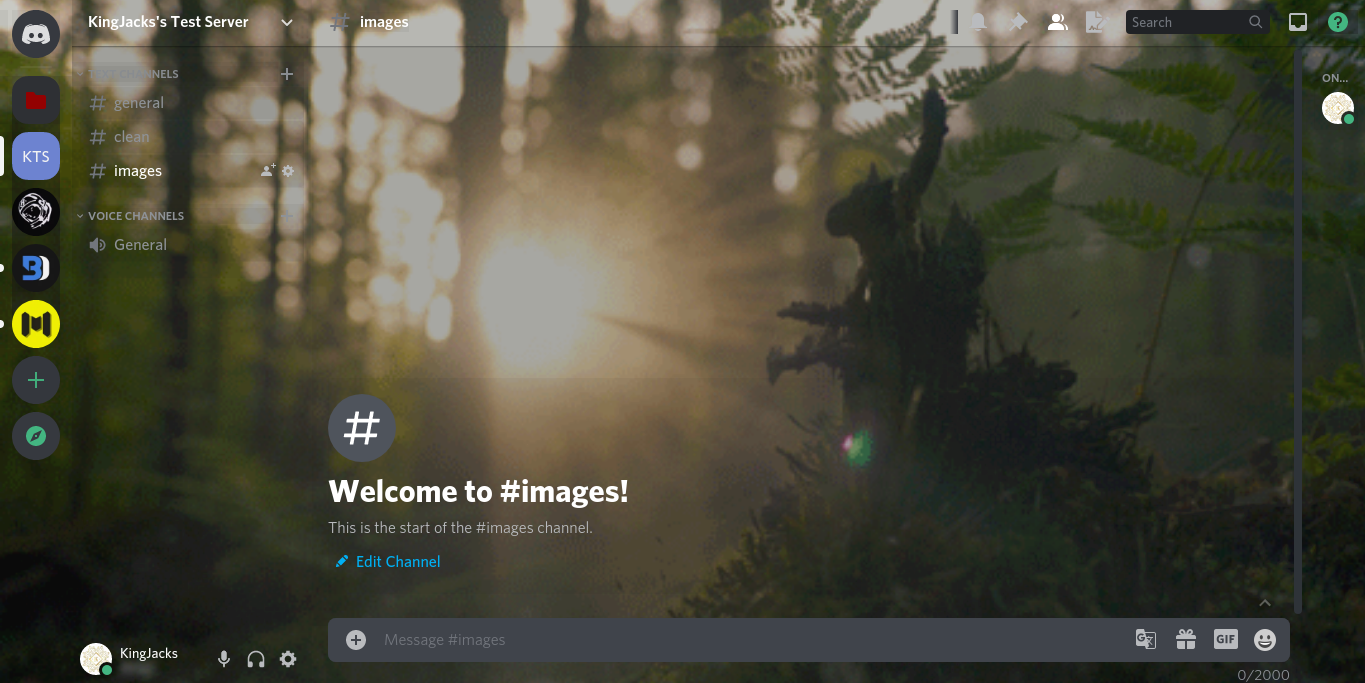 KingJacks's Test Server
images
Search
TEXT CHANNELS
general
clean
images
VOICE CHANNELS
General
KTS
ON...
Welcome to #images!
This is the start of the #images channel.
Edit Channel
Message #images
GIF
0/2000
KingJacks